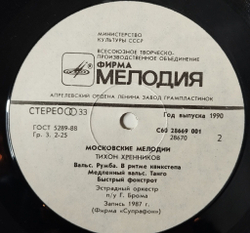 МИНИСТЕРСТВО
КУЛЬТУРЫ СССР
ВСЕСОЮЗНОЕ ТВОРЧЕСКО-
ПРОИЗВОДСТВЕННОЕ ОБЪЕДИНЕНИЕ
ФИРМА
МЕЛОДИЯ
АПРЕЛЕВСКИЙ ОРДЕНА ЛЕНИНА ЗАВОД ГРАМПЛАСТИНОК
СТЕРЕО 33
Год выпуска 1990
ГОСТ 5289-88
Гр. 3. 2-25
С60 28669 001
28670
2
МОСКОВСКИЕ МЕЛОДИИ
ТИХОН ХРЕННИКОВ
Вальс. Румба. В ритме квикстепа
Медленный вальс. Танго
Быстрый фокстрот
Эстрадный оркестр
п/у Г. Брома
Запись 1987 г.
(Фирма «Супрафон»)